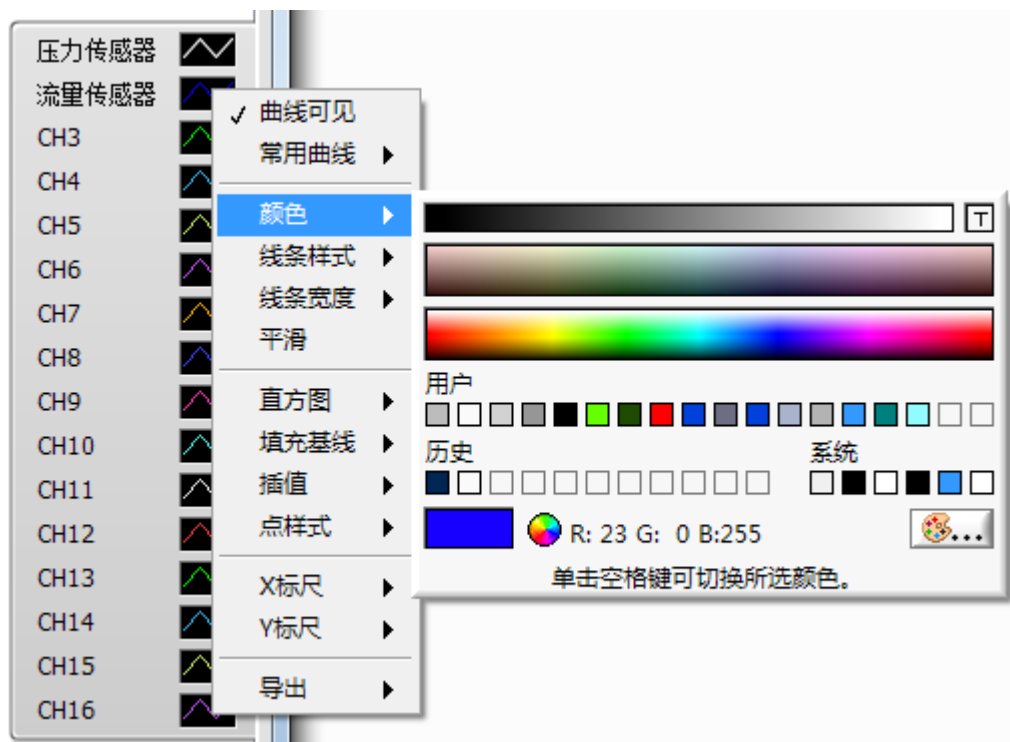 压力传感器
流量传感器
CH3
CH4
CH5
CH6
CH7
CH8
CH9
CH10
CH11
CH12
CH13
CH14
CH15
CH16
✓ 曲线可见
常用曲线
颜色
线条样式
线条宽度
平滑
直方图
填充基线
插值
点样式
X标尺
Y标尺
导出
T
用户
历史
系统
R: 23 G: 0 B:255
...
单击空格键可切换所选颜色。